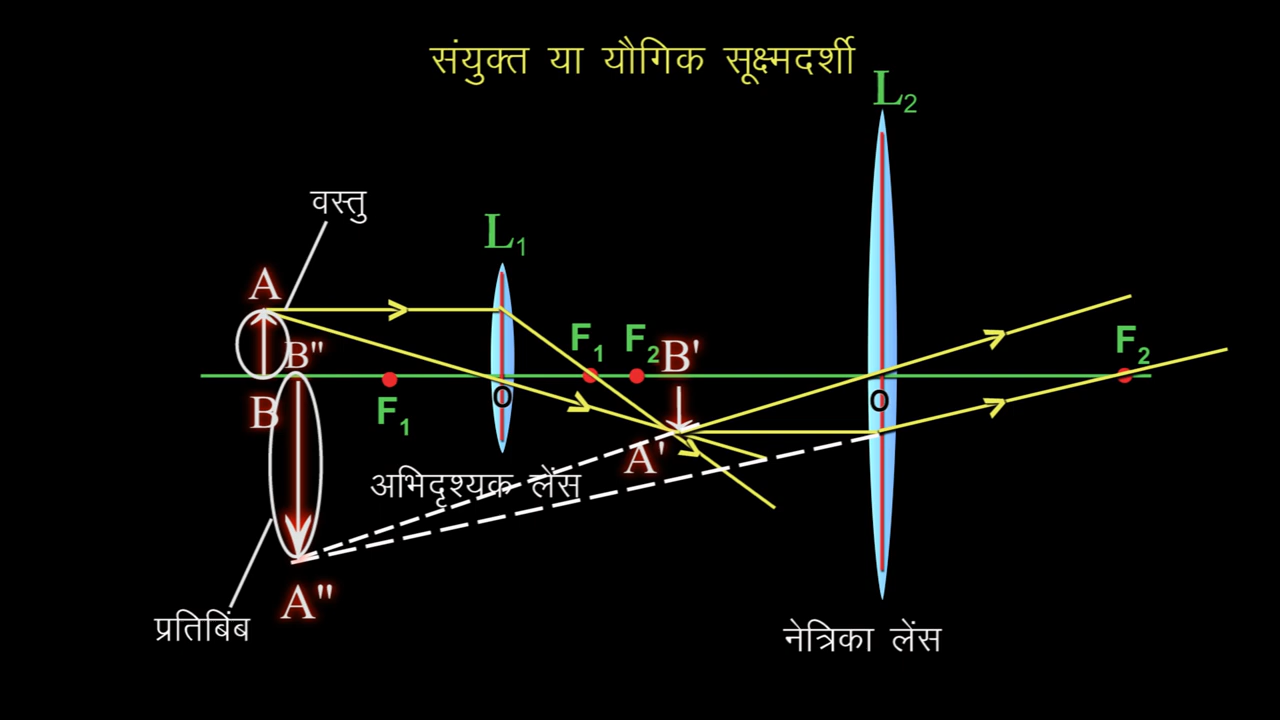 संयुक्त या यौगिक सूक्ष्मदर्शी
L2
वस्तु
L1
A
F1
F2
B'
F2
B"
B
F1
O
O
A'
अभिदृश्यक लेंस
A"
प्रतिबिंब
नेत्रिका लेंस